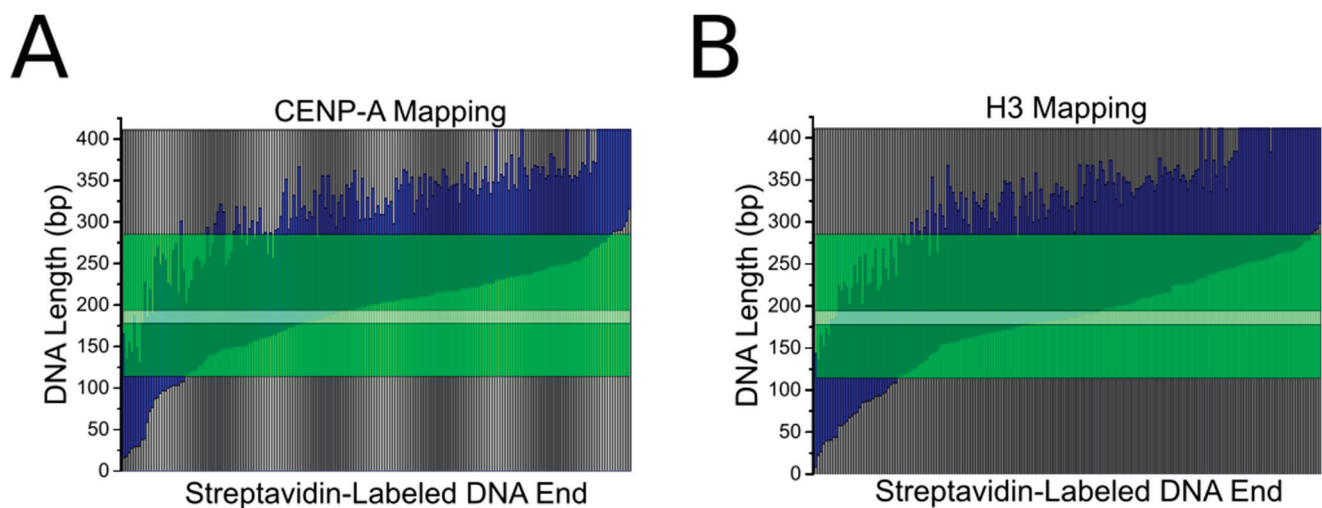 A
CENP-A Mapping
DNA Length (bp)
400
350
300
250
200
150
100
50
0
Streptavidin-Labeled DNA End
B
H3 Mapping
DNA Length (bp)
400
350
300
250
200
150
100
50
0
Streptavidin-Labeled DNA End